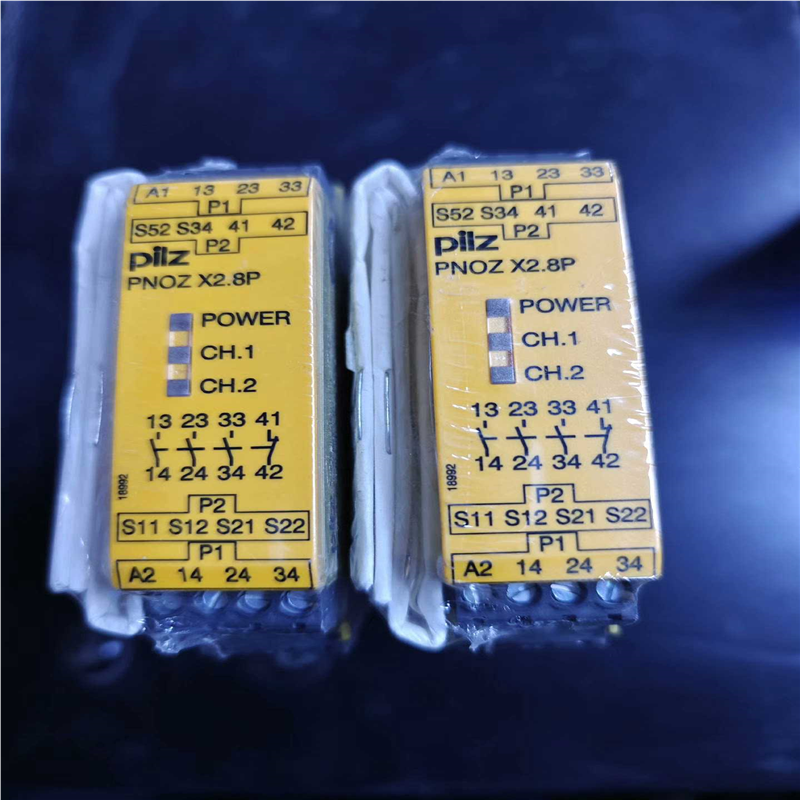 A1 13 23 33
P1
S52 S34 41 42
P2
pilz
PNOZ X2.8P
POWER
CH.1
CH.2
13 23 33 41
14 24 34 42
18992
P2
S11 S12 S21 S22
P1
A2 14 24 34
A1 13 23 33
P1
S52 S34 41 42
P2
pilz
PNOZ X2.8P
POWER
CH.1
CH.2
13 23 33 41
14 24 34 42
18992
P2
S11 S12 S21 S22
P1
A2 14 24 34